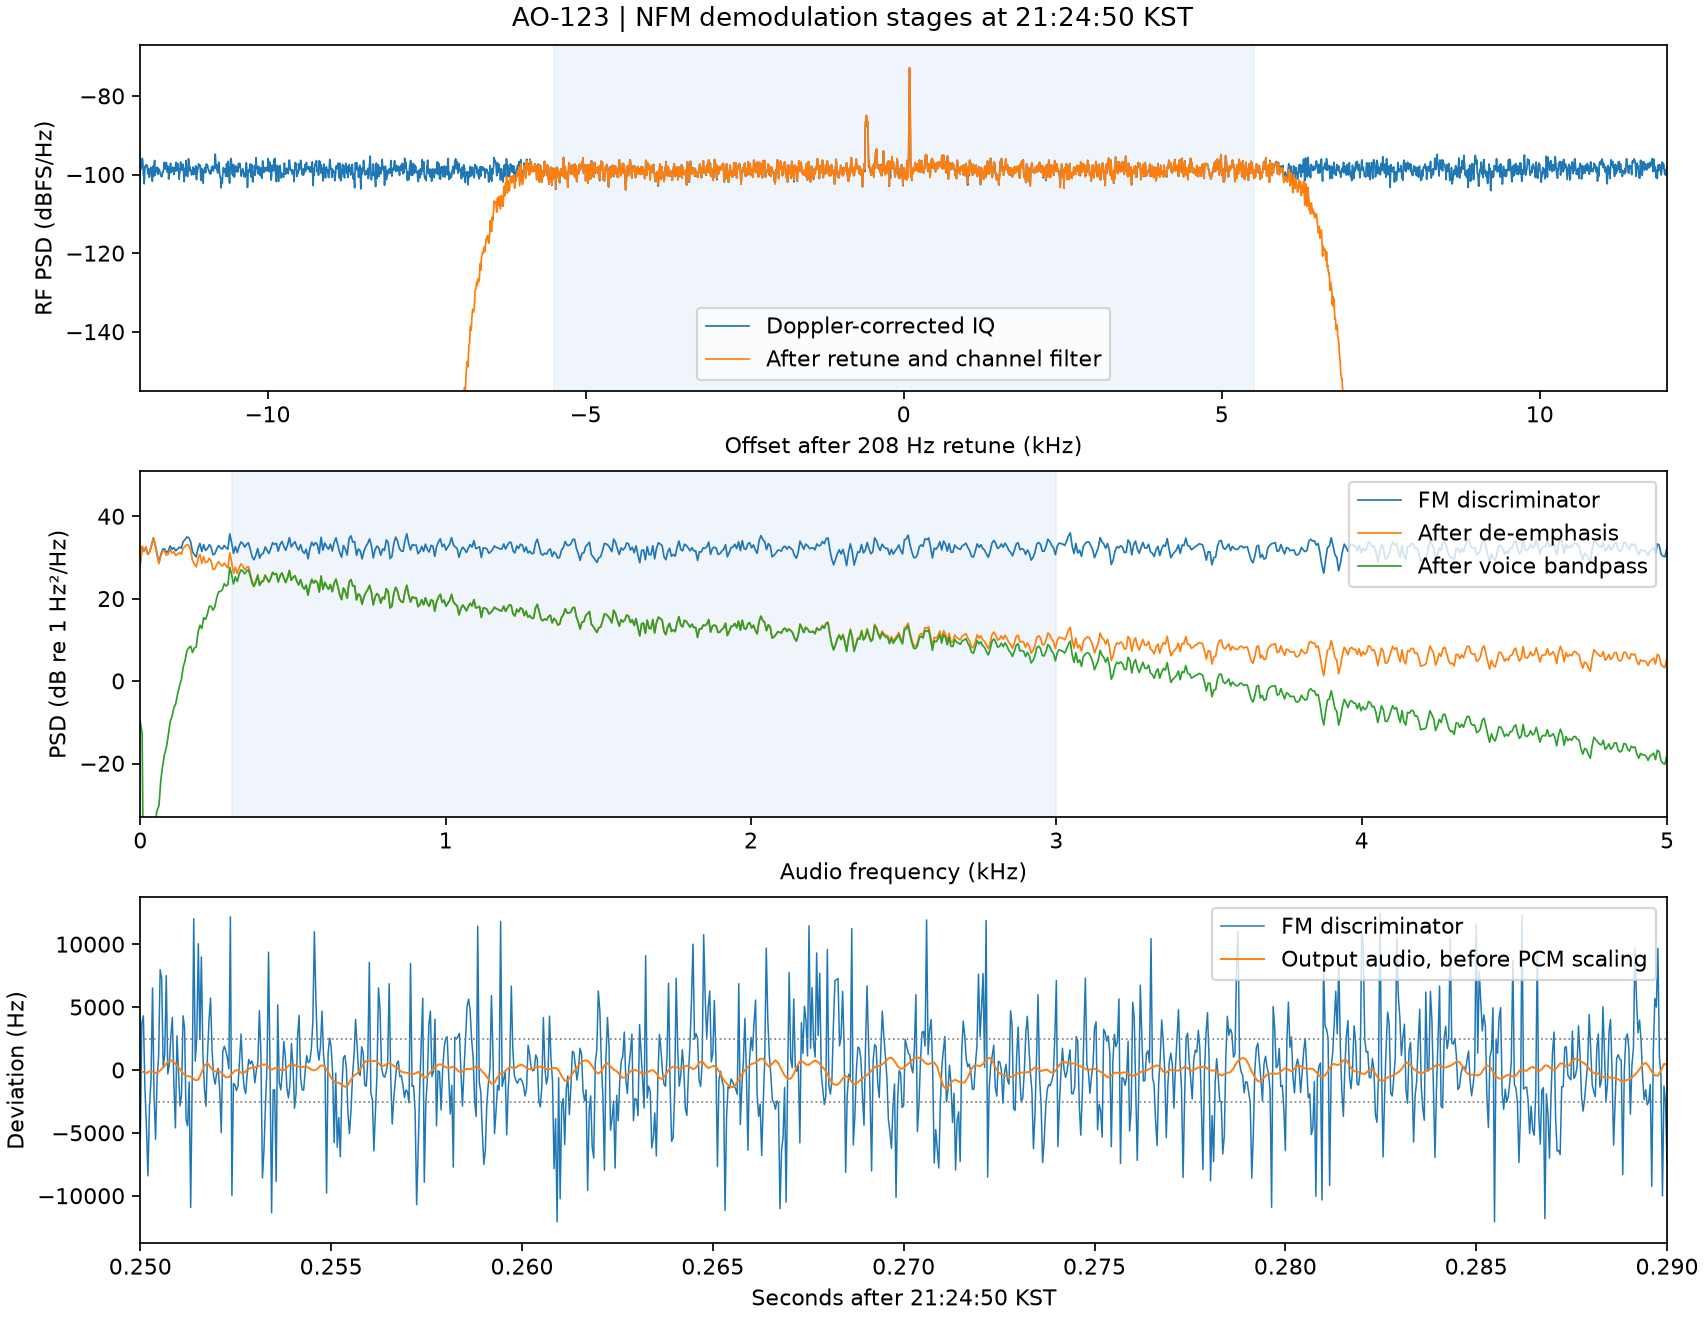 AO-123 | NFM demodulation stages at 21:24:50 KST
RF PSD (dBFS/Hz)
−80
−100
−120
−140
Doppler-corrected IQ
After retune and channel filter
−10
−5
0
5
10
Offset after 208 Hz retune (kHz)
PSD (dB re 1 Hz²/Hz)
40
20
0
−20
FM discriminator
After de-emphasis
After voice bandpass
0
1
2
3
4
5
Audio frequency (kHz)
Deviation (Hz)
10000
5000
0
−5000
−10000
FM discriminator
Output audio, before PCM scaling
0.250
0.255
0.260
0.265
0.270
0.275
0.280
0.285
0.290
Seconds after 21:24:50 KST